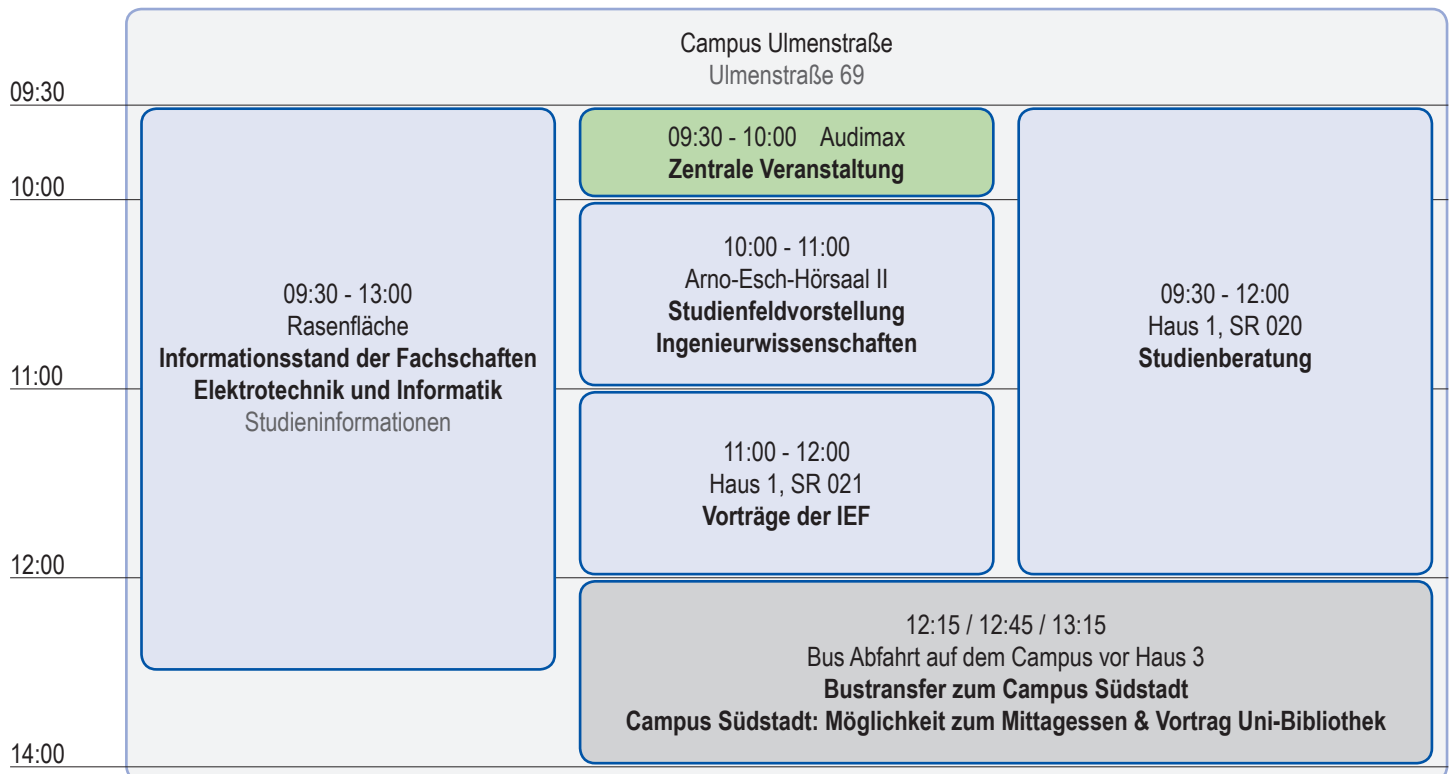 Campus Ulmenstraße
Ulmenstraße 69
09:30
09:30 - 13:00
Rasenfläche
Informationsstand der Fachschaften
Elektrotechnik und Informatik
Studieninformationen
09:30 - 10:00 Audimax
Zentrale Veranstaltung
10:00
10:00 - 11:00
Arno-Esch-Hörsaal II
Studienfeldvorstellung
Ingenieurwissenschaften
09:30 - 12:00
Haus 1, SR 020
Studienberatung
11:00
11:00 - 12:00
Haus 1, SR 021
Vorträge der IEF
12:00
12:15 / 12:45 / 13:15
Bus Abfahrt auf dem Campus vor Haus 3
Bustransfer zum Campus Südstadt
Campus Südstadt: Möglichkeit zum Mittagessen & Vortrag Uni-Bibliothek
14:00